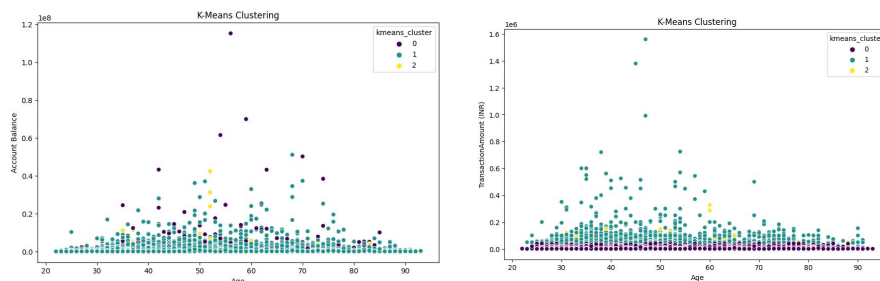 K-Means Clustering
1e8
kmeans_cluster
0
1
2
1.2
1.0
0.8
0.6
0.4
0.2
0.0
Account Balance
20 30 40 50 60 70 80 90
Age
K-Means Clustering
1e6
kmeans_cluste
0
1
2
1.6
1.4
1.2
1.0
0.8
0.6
0.4
0.2
0.0
TransactionAmount (INR)
20 30 40 50 60 70 80 90
Age